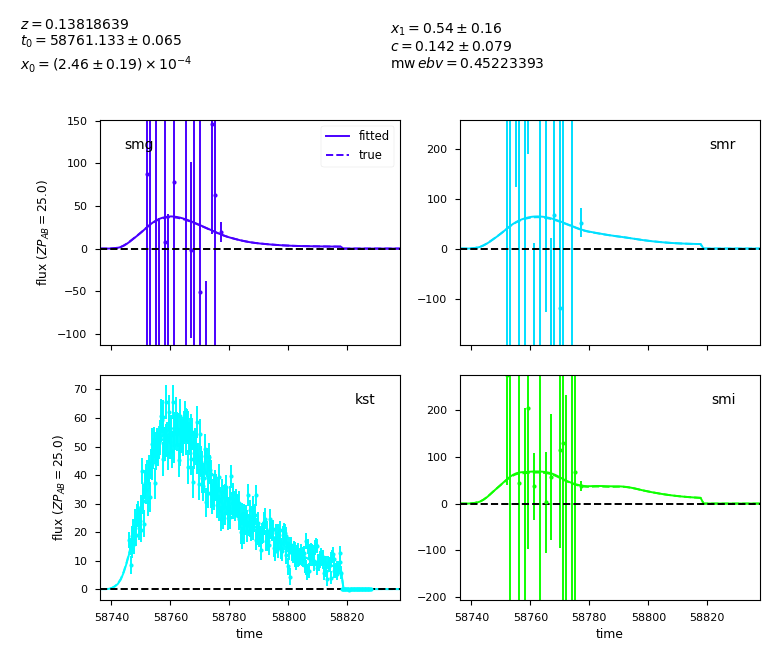 z = 0.13818639
t₀ = 58761.133 ± 0.065
x₀ = (2.46 ± 0.19) × 10⁻⁴
x₁ = 0.54 ± 0.16
c = 0.142 ± 0.079
mw ebv = 0.45223393
smg
fitted
true
150
100
50
0
−50
−100
flux (ZP_AB = 25.0)
smr
200
100
0
−100
kst
70
60
50
40
30
20
10
0
flux (ZP_AB = 25.0)
58740 58760 58780 58800 58820
time
smi
200
100
0
−100
−200
58740 58760 58780 58800 58820
time